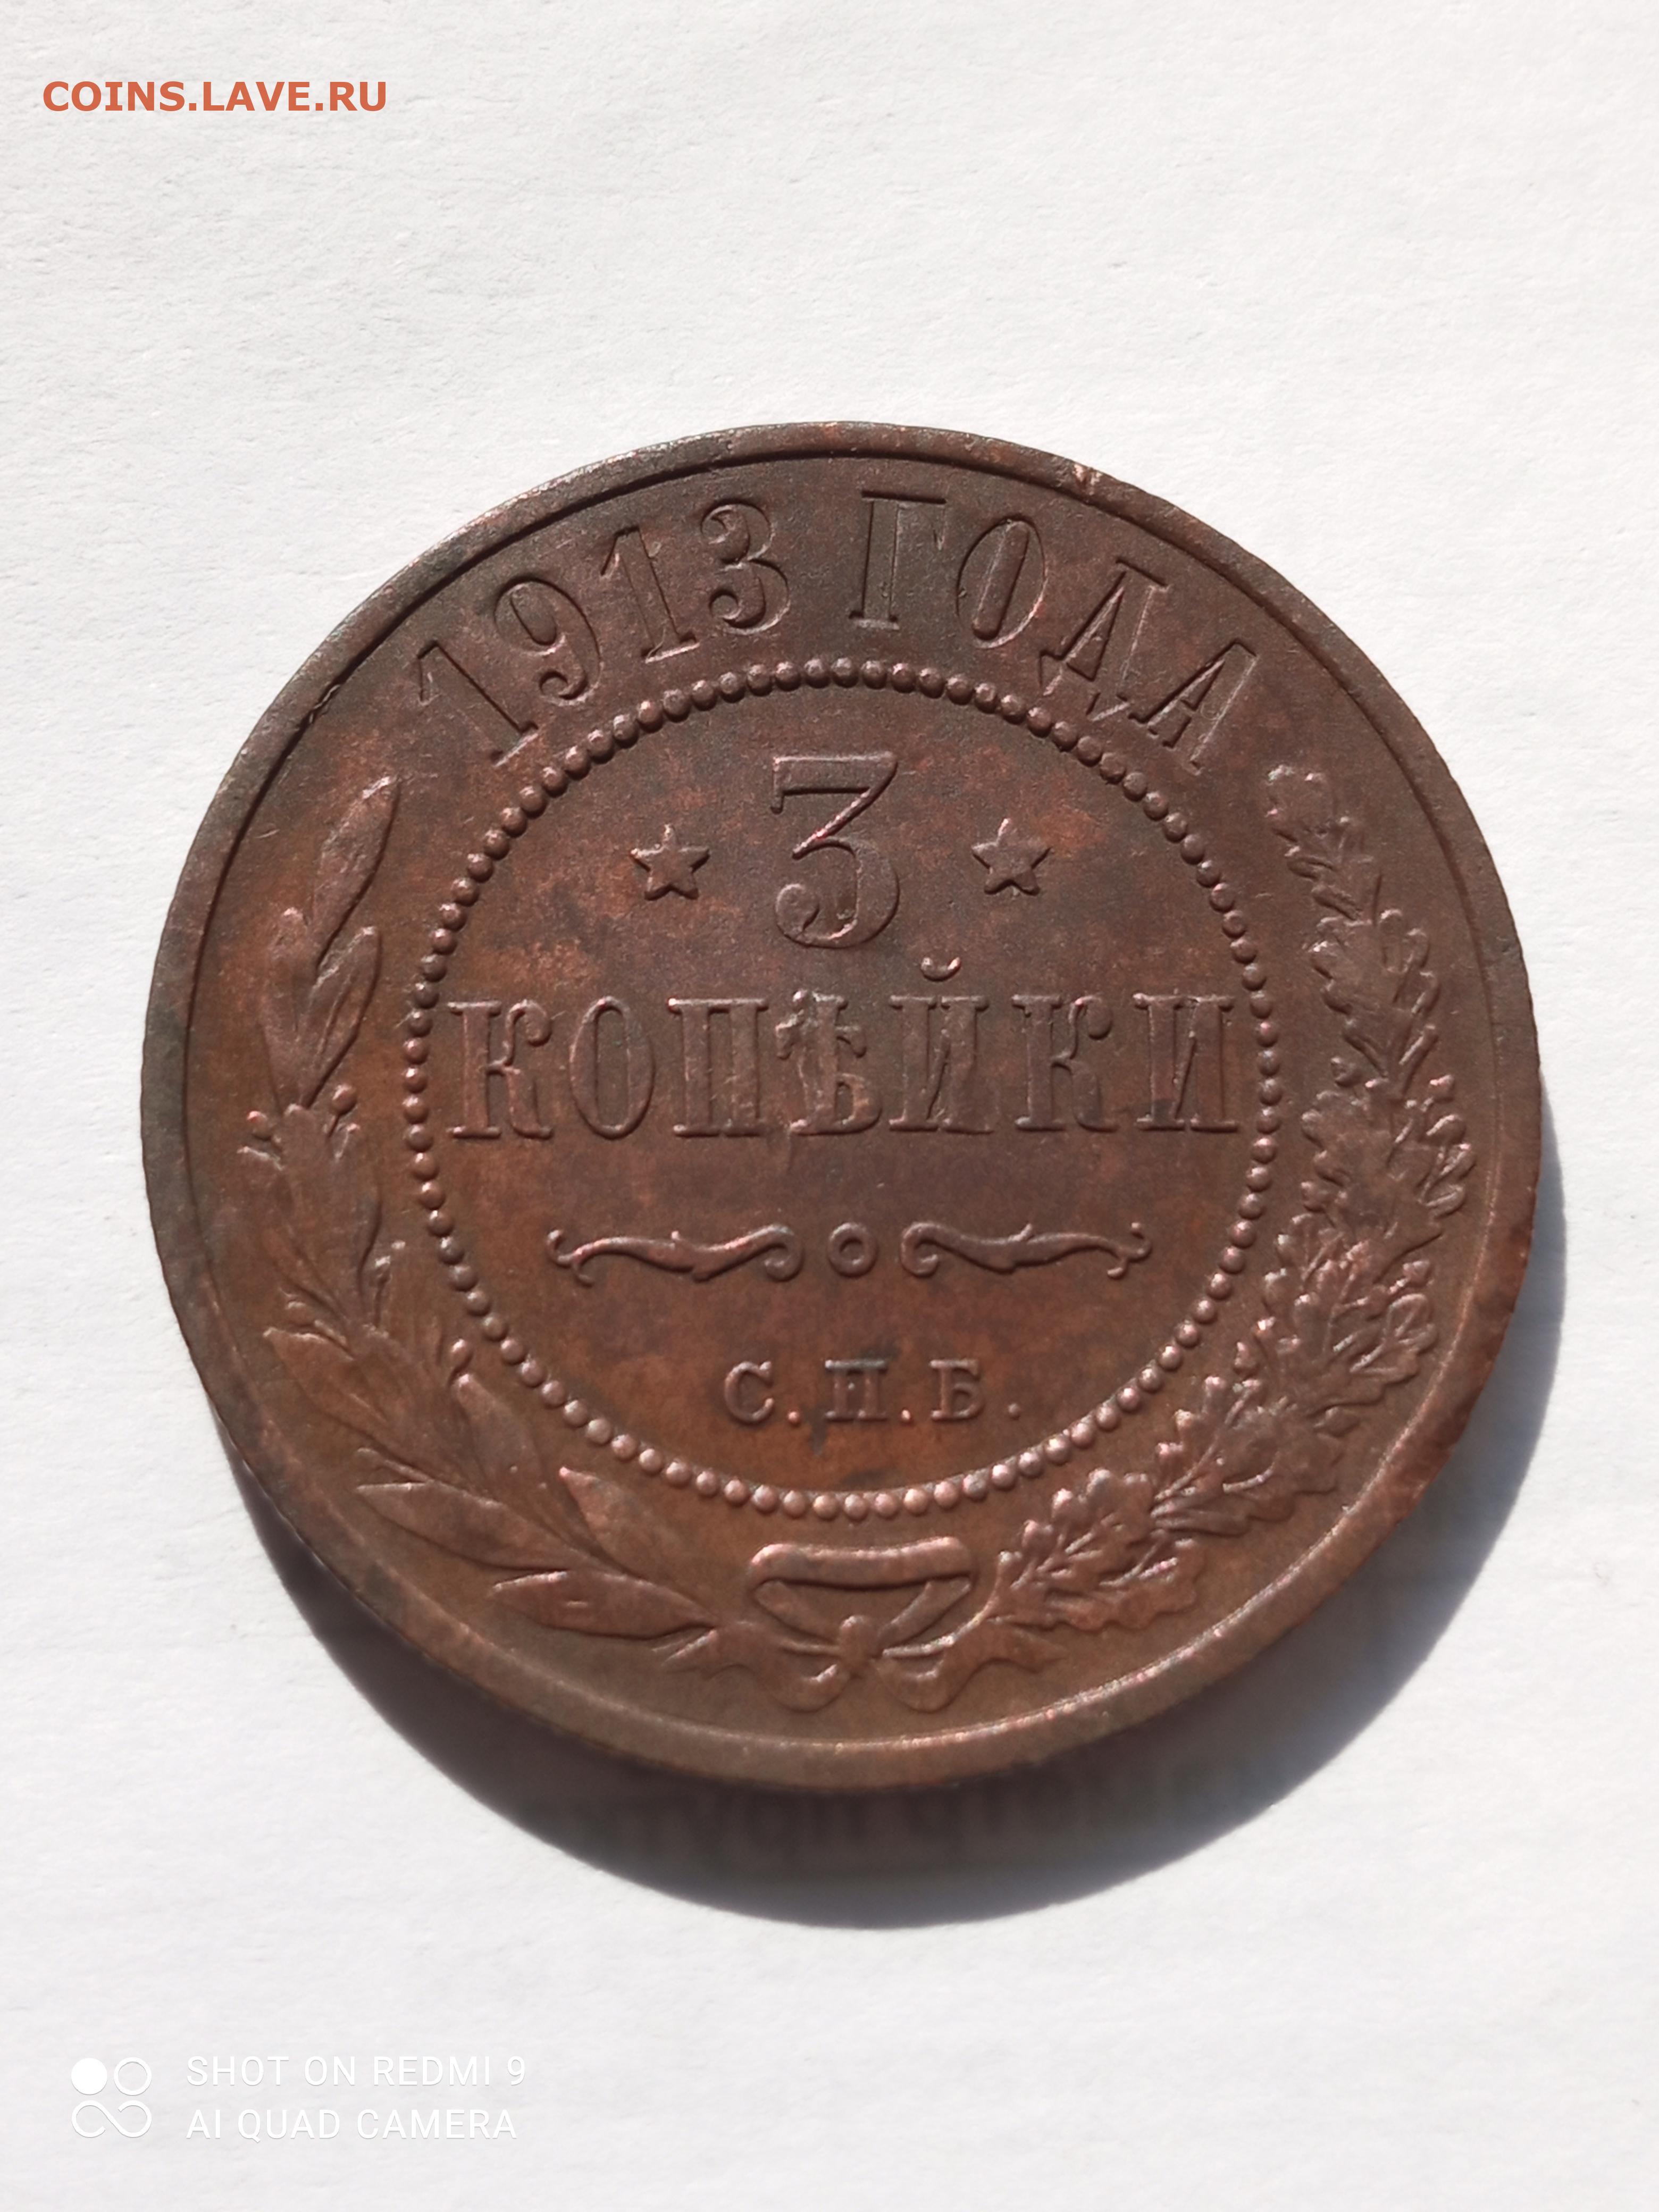 COINS.LAVE.RU
1913 ГОДА
3
КОПѢЙКИ
С.П.Б.
SHOT ON REDMI 9
AI QUAD CAMERA